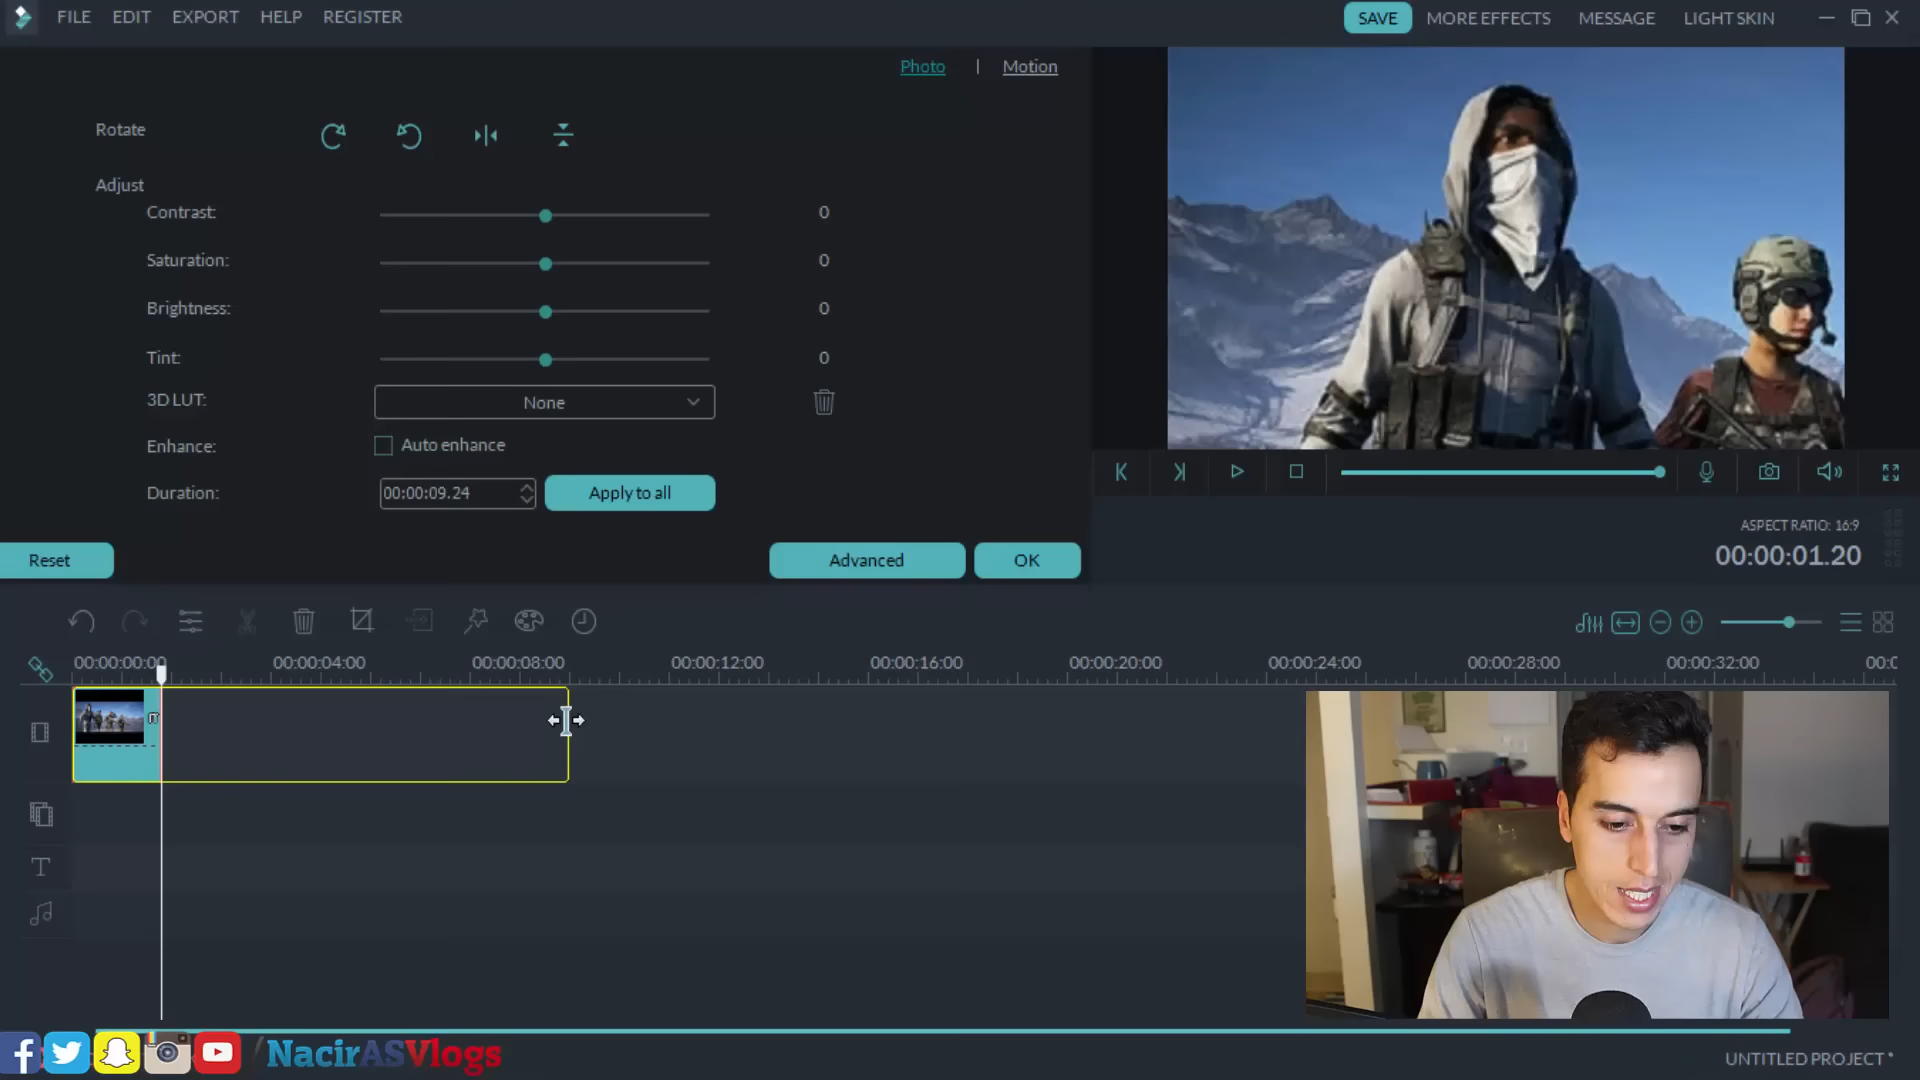 FILE EDIT EXPORT HELP REGISTER SAVE MORE EFFECTS MESSAGE LIGHT SKIN
Photo | Motion
Rotate
Adjust
Contrast: 0
Saturation: 0
Brightness: 0
Tint: 0
3D LUT: None
Enhance: Auto enhance
Duration: 00:00:09.24 Apply to all
Reset Advanced OK
ASPECT RATIO: 16:9
00:00:01.20
00:00:00:00 00:00:04:00 00:00:08:00 00:00:12:00 00:00:16:00 00:00:20:00 00:00:24:00 00:00:28:00 00:00:32:00 00:0
T
/NacirASVlogs
UNTITLED PROJECT *